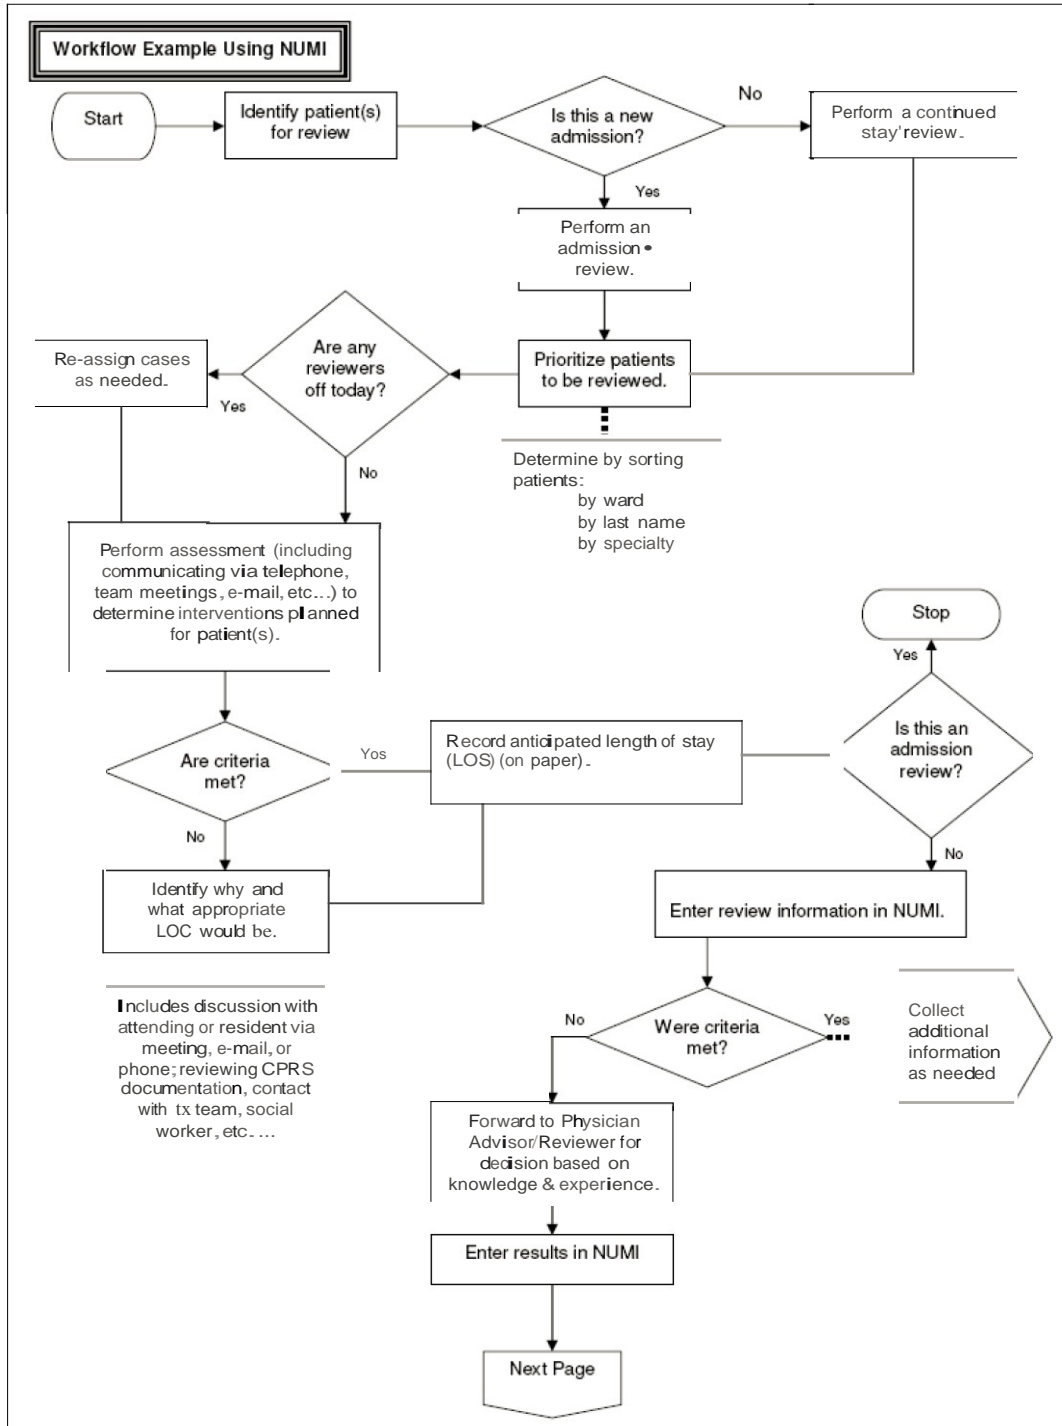 Workflow Example Using NUMI
Start
Identify patient(s)
for review
Is this a new
admission?
No
Perform a continued
stay'review.
Yes
Perform an
admission•
review.
Re-assign cases
as needed.
Yes
Are any
reviewers
off today?
Prioritize patients
to be reviewed.
No
Determine by sorting
patients:
by ward
by last name
by specialty
Perform assessment (including
communicating via telephone,
team meetings, e-mail, etc...) to
determine interventions planned
for patient(s).
Stop
Yes
Are criteria
met?
Yos
Record anticipated length of stay
(LOS) (on paper).
Is this an
admission
review?
No
No
Identify why and
what appropriate
LOC would be.
Enter review information in NUMI.
Includes discussion with
attending or resident via
meeting, e-mail, or
phone; reviewing CPRS
documentation, contact
with tx team, social
worker, etc. ...
No
Were criteria
met?
Yes
Collect
additional
information
as needed
Forward to Physician
Advisor/Reviewer for
decision based on
knowledge & experience.
Enter results in NUMI
Next Page